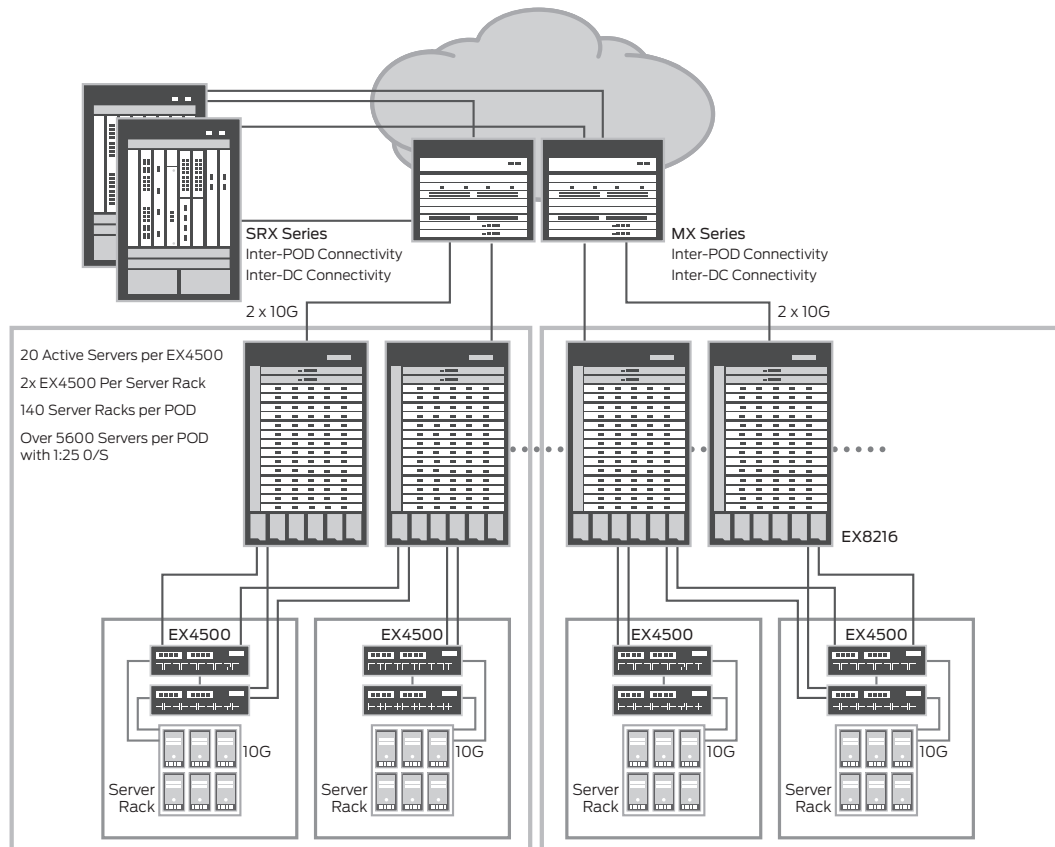 SRX Series
Inter-POD Connectivity
Inter-DC Connectivity
MX Series
Inter-POD Connectivity
Inter-DC Connectivity
2 x 10G
2 x 10G
20 Active Servers per EX4500
2x EX4500 Per Server Rack
140 Server Racks per POD
Over 5600 Servers per POD
with 1:25 0/S
EX8216
EX4500
EX4500
EX4500
EX4500
10G
10G
10G
10G
Server
Rack
Server
Rack
Server
Rack
Server
Rack